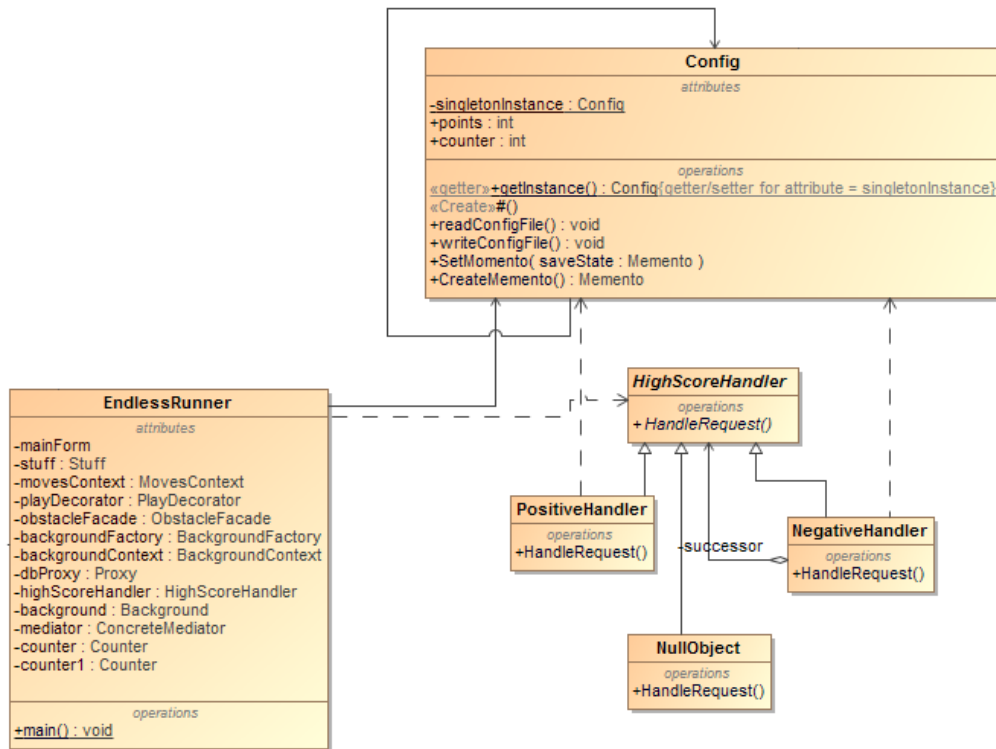 Config
attributes
-singletonInstance : Config
+points : int
+counter : int
operations
«getter»+getInstance() : Config{getter/setter for attribute = singletonInstance}
«Create»#()
+readConfigFile() : void
+writeConfigFile() : void
+SetMomento( saveState : Memento )
+CreateMemento() : Memento
EndlessRunner
attributes
-mainForm
-stuff : Stuff
-movesContext : MovesContext
-playDecorator : PlayDecorator
-obstacleFacade : ObstacleFacade
-backgroundFactory : BackgroundFactory
-backgroundContext : BackgroundContext
-dbProxy : Proxy
-highScoreHandler : HighScoreHandler
-background : Background
-mediator : ConcreteMediator
-counter : Counter
-counter1 : Counter
operations
+main() : void
HighScoreHandler
operations
+HandleRequest()
PositiveHandler
operations
+HandleRequest()
-successor
NegativeHandler
operations
+HandleRequest()
NullObject
operations
+HandleRequest()